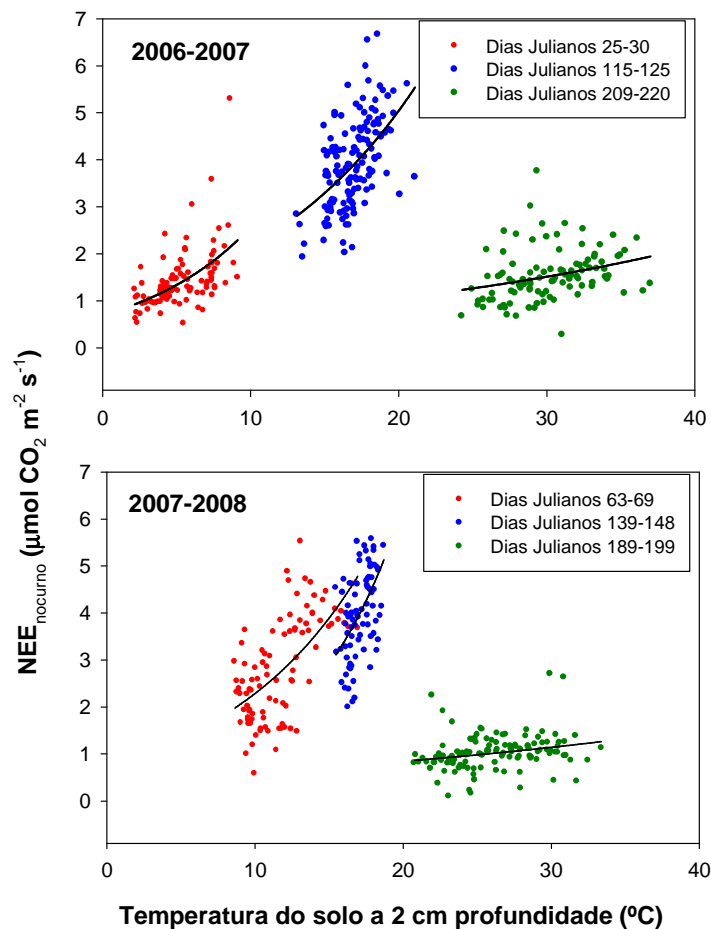 7
6
5
4
3
2
1
0
2006-2007
Dias Julianos 25-30
Dias Julianos 115-125
Dias Julianos 209-220
0 10 20 30 40
NEEnocurno (µmol CO2 m-2 s-1)
7
6
5
4
3
2
1
0
2007-2008
Dias Julianos 63-69
Dias Julianos 139-148
Dias Julianos 189-199
0 10 20 30 40
Temperatura do solo a 2 cm profundidade (ºC)